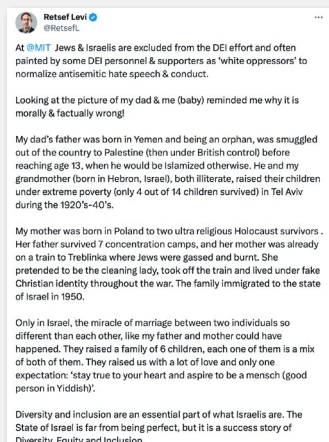 Retsef Levi
@RetsefL
At @MIT Jews & Israelis are excluded from the DEI effort and often
painted by some DEI personnel & supporters as 'white oppressors' to
normalize antisemitic hate speech & conduct.
Looking at the picture of my dad & me (baby) reminded me why it is
morally & factually wrong!
My dad's father was born in Yemen and being an orphan, was smuggled
out of the country to Palestine (then under British control) before
reaching age 13, when he would be Islamized otherwise. He and my
grandmother (born in Hebron, Israel), both illiterate, raised their children
under extreme poverty (only 4 out of 14 children survived) in Tel Aviv
during the 1920's-40's.
My mother was born in Poland to two ultra religious Holocaust survivors .
Her father survived 7 concentration camps, and her mother was already
on a train to Treblinka where Jews were gassed and burnt. She
pretended to be the cleaning lady, took off the train and lived under fake
Christian identity throughout the war. The family immigrated to the state
of Israel in 1950.
Only in Israel, the miracle of marriage between two individuals so
different than each other, like my father and mother could have
happened. They raised a family of 6 children, each one of them is a mix
of both of them. They raised us with a lot of love and only one
expectation: 'stay true to your heart and aspire to be a mensch (good
person in Yiddish)'.
Diversity and inclusion are an essential part of what Israelis are. The
State of Israel is far from being perfect, but it is a success story of
Diversity, Equity and Inclusion